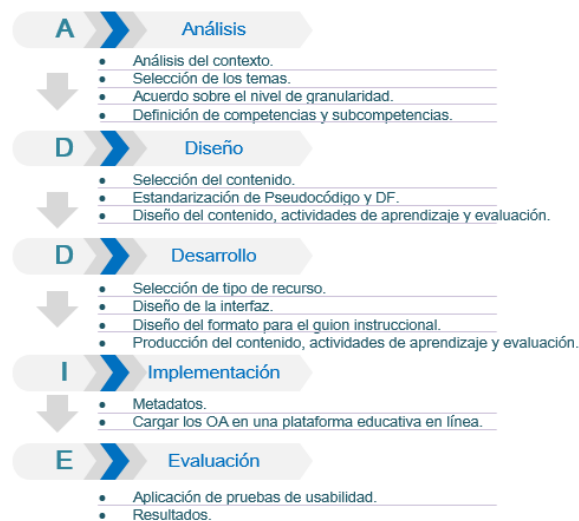 A Análisis
• Análisis del contexto.
• Selección de los temas.
• Acuerdo sobre el nivel de granularidad.
• Definición de competencias y subcompetencias.
D Diseño
• Selección del contenido.
• Estandarización de Pseudocódigo y DF.
• Diseño del contenido, actividades de aprendizaje y evaluación.
D Desarrollo
• Selección de tipo de recurso.
• Diseño de la interfaz.
• Diseño del formato para el guion instruccional.
• Producción del contenido, actividades de aprendizaje y evaluación.
I Implementación
• Metadatos.
• Cargar los OA en una plataforma educativa en línea.
E Evaluación
• Aplicación de pruebas de usabilidad.
• Resultados.